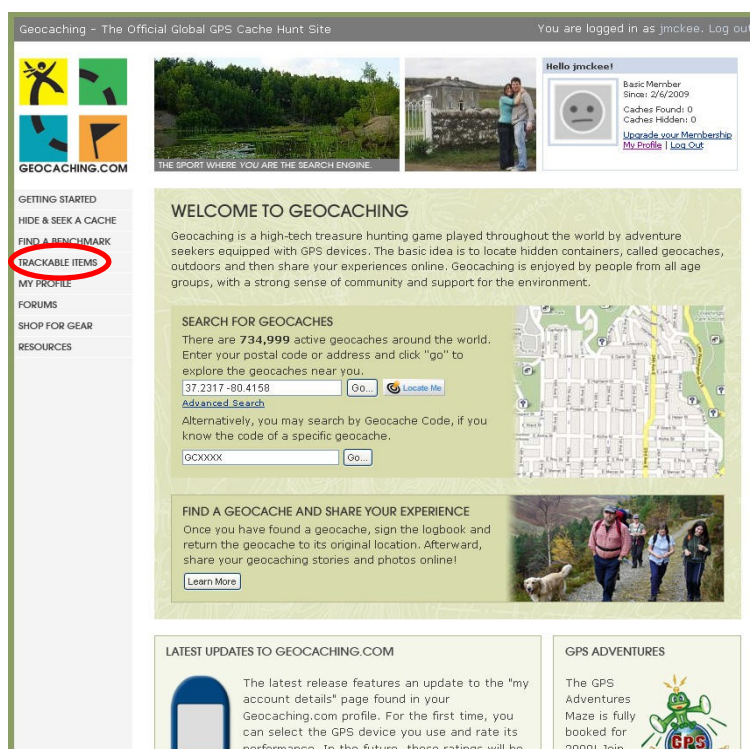 Geocaching - The Official Global GPS Cache Hunt Site
You are logged in as jmckee. Log out
GEOCACHING.COM
THE SPORT WHERE YOU ARE THE SEARCH ENGINE.
Hello jmckee!
Basic Member
Since: 2/6/2009
Caches Found: 0
Caches Hidden: 0
Upgrade your Membership
My Profile | Log Out
GETTING STARTED
HIDE & SEEK A CACHE
FIND A BENCHMARK
TRACKABLE ITEMS
MY PROFILE
FORUMS
SHOP FOR GEAR
RESOURCES
WELCOME TO GEOCACHING
Geocaching is a high-tech treasure hunting game played throughout the world by adventure
seekers equipped with GPS devices. The basic idea is to locate hidden containers, called geocaches,
outdoors and then share your experiences online. Geocaching is enjoyed by people from all age
groups, with a strong sense of community and support for the environment.
SEARCH FOR GEOCACHES
There are 734,999 active geocaches around the world.
Enter your postal code or address and click "go" to
explore the geocaches near you.
37.2317 -80.4158
Go...
Locate Me
Advanced Search
Alternatively, you may search by Geocache Code, if you
know the code of a specific geocache.
GCXXXX
Go...
FIND A GEOCACHE AND SHARE YOUR EXPERIENCE
Once you have found a geocache, sign the logbook and
return the geocache to its original location. Afterward,
share your geocaching stories and photos online!
Learn More
LATEST UPDATES TO GEOCACHING.COM
The latest release features an update to the "my
account details" page found in your
Geocaching.com profile. For the first time, you
can select the GPS device you use and rate its
performance. In the future, these ratings will be
GPS ADVENTURES
The GPS
Adventures
Maze is fully
booked for
2009! Join
GPS